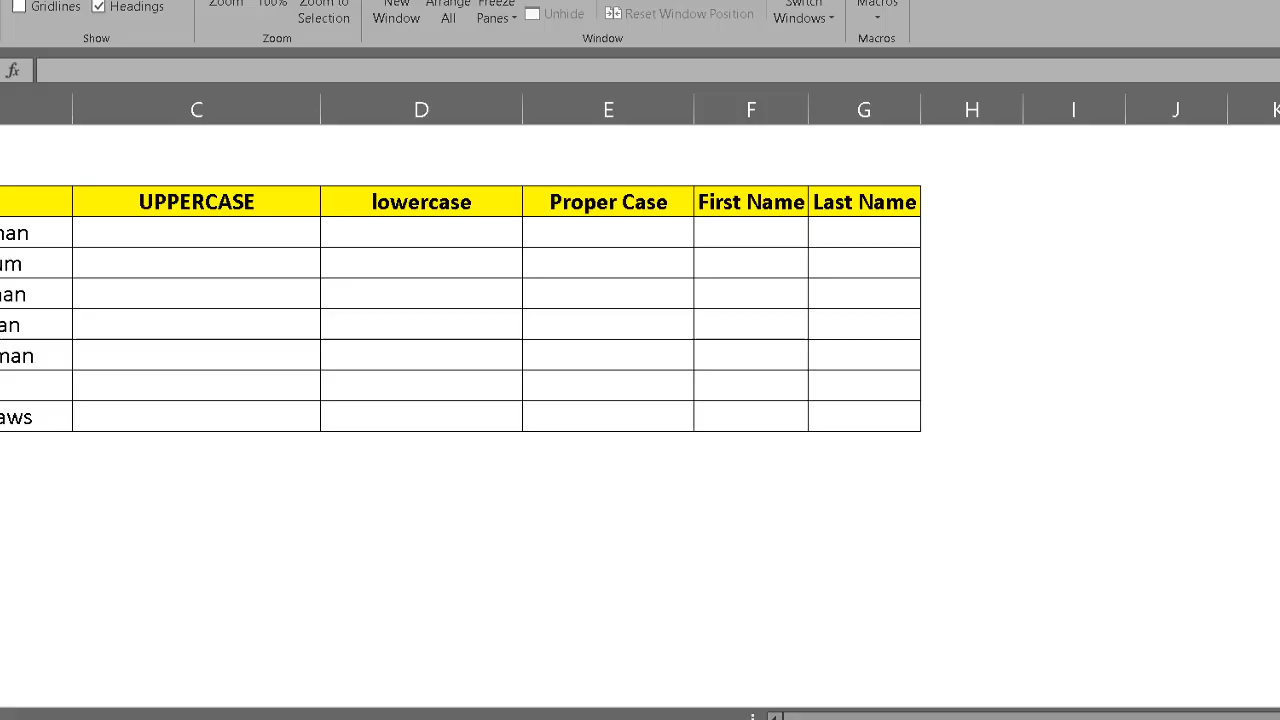 Gridlines Headings Zoom 100% Zoom to Selection New Window Arrange All Freeze Panes Unhide Reset Window Position Switch Windows Macros
Show Zoom Window Macros
fx
C D E F G H I J K
UPPERCASE lowercase Proper Case First Name Last Name
nan
um
nan
an
man
aws